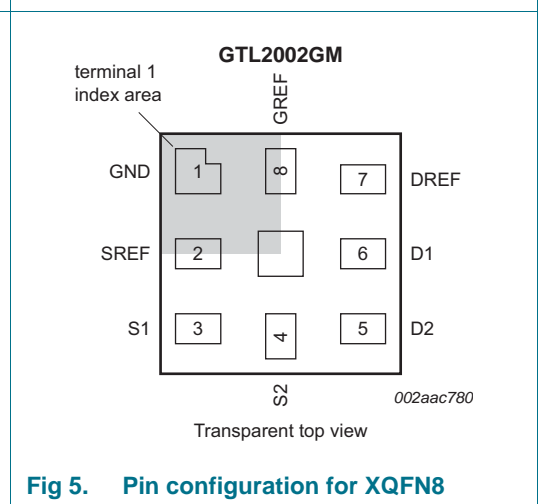 GTL2002GM
terminal 1
index area
GREF
GND 1 8 7 DREF
SREF 2 6 D1
S1 3 4 5 D2
S2
002aac780
Transparent top view
Fig 5. Pin configuration for XQFN8